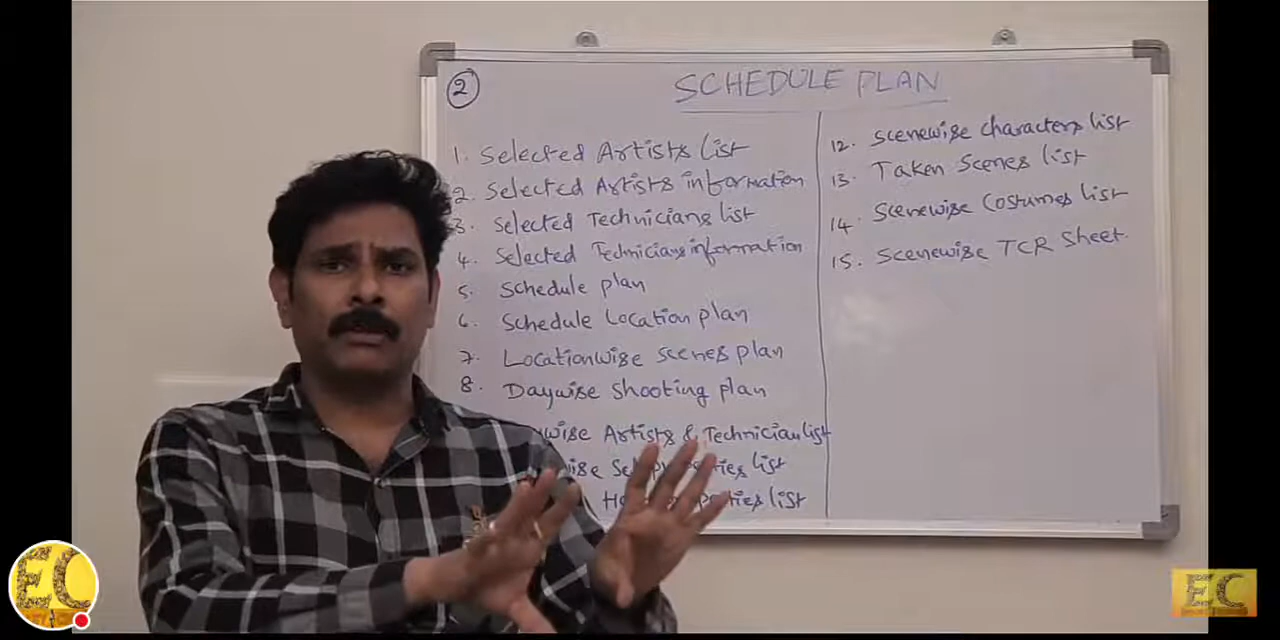 2
SCHEDULE PLAN
1. Selected Artists List
2. Selected Artists information
3. Selected Technicians list
4. Selected Technicians information
5. Schedule plan
6. Schedule Location plan
7. Locationwise scenes plan
8. Daywise Shooting plan
wise Artists & Technician list
wise Set list
list
12. Scenewise characters list
13. Taken Scenes list
14. Scenewise Costumes list
15. Scenewise TCR Sheet.
EC
EC